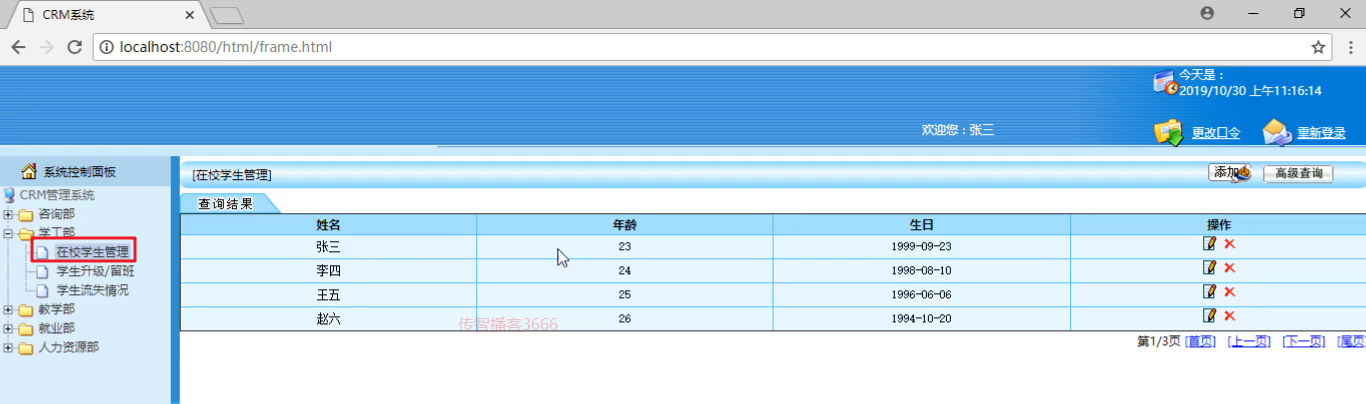 CRM系统
localhost:8080/html/frame.html
今天是：
2019/10/30 上午11:16:14
欢迎您：张三
更改口令
重新登录
系统控制面板
CRM管理系统
咨询部
学工部
在校学生管理
学生升级/留班
学生流失情况
教学部
就业部
人力资源部
[在校学生管理]
添加
高级查询
查询结果
姓名 年龄 生日 操作
张三 23 1999-09-23
李四 24 1998-08-10
王五 25 1996-06-06
赵六 26 1994-10-20
传智播客3666
第1/3页 [首页] [上一页] [下一页] [尾页